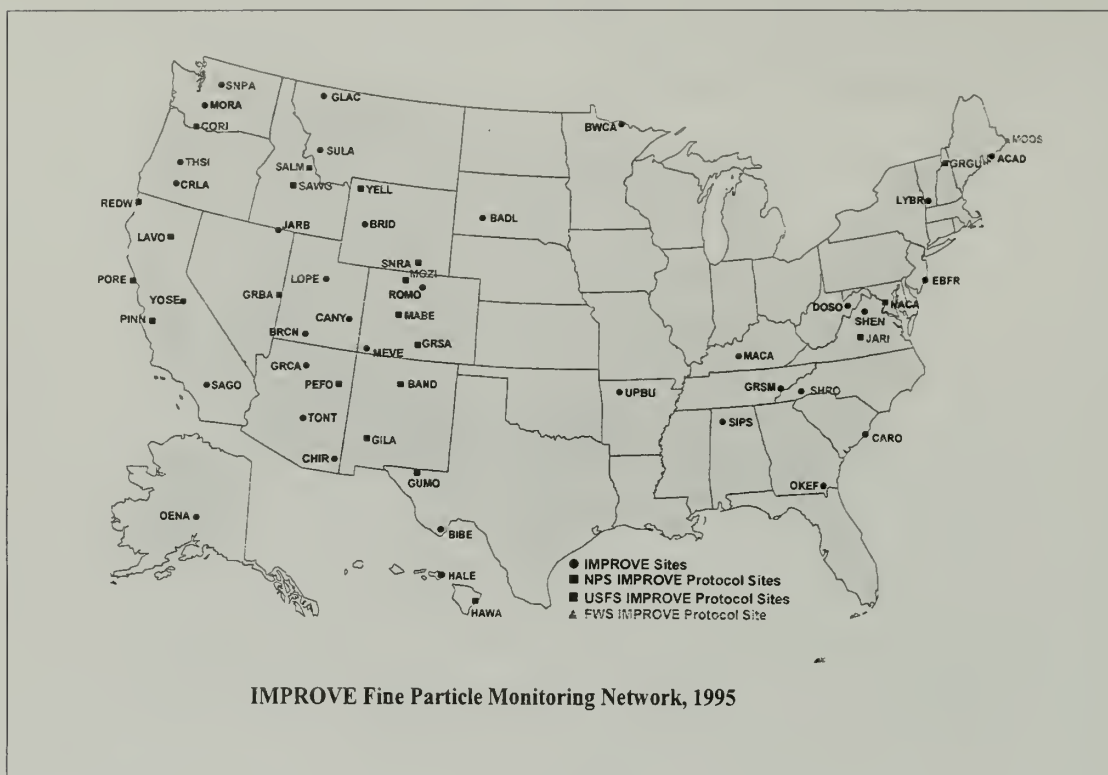 SNPA
GLAC
MORA
BWCA
CORI
MOOS
THSI
SULA
SALM
GRGU
ACAD
CRLA
SAWG
YELL
REDW
LYBR
BRID
BADL
JARB
LAVO
SNRA
MOZI
PORE
LOPE
ROMO
EBFR
YOSE
GRBA
DOSO
NACA
PINN
CANY
MABE
SHEN
BRCN
JARI
MEVE
GRSA
MACA
GRCA
SAGO
PEFO
BAND
UPBU
GRSM
SHRO
TONT
SIPS
GILA
CARO
CHIR
GUMO
OKEF
OENA
BIBE
IMPROVE Sites
HALE
NPS IMPROVE Protocol Sites
USFS IMPROVE Protocol Sites
HAWA
FWS IMPROVE Protocol Site
IMPROVE Fine Particle Monitoring Network, 1995